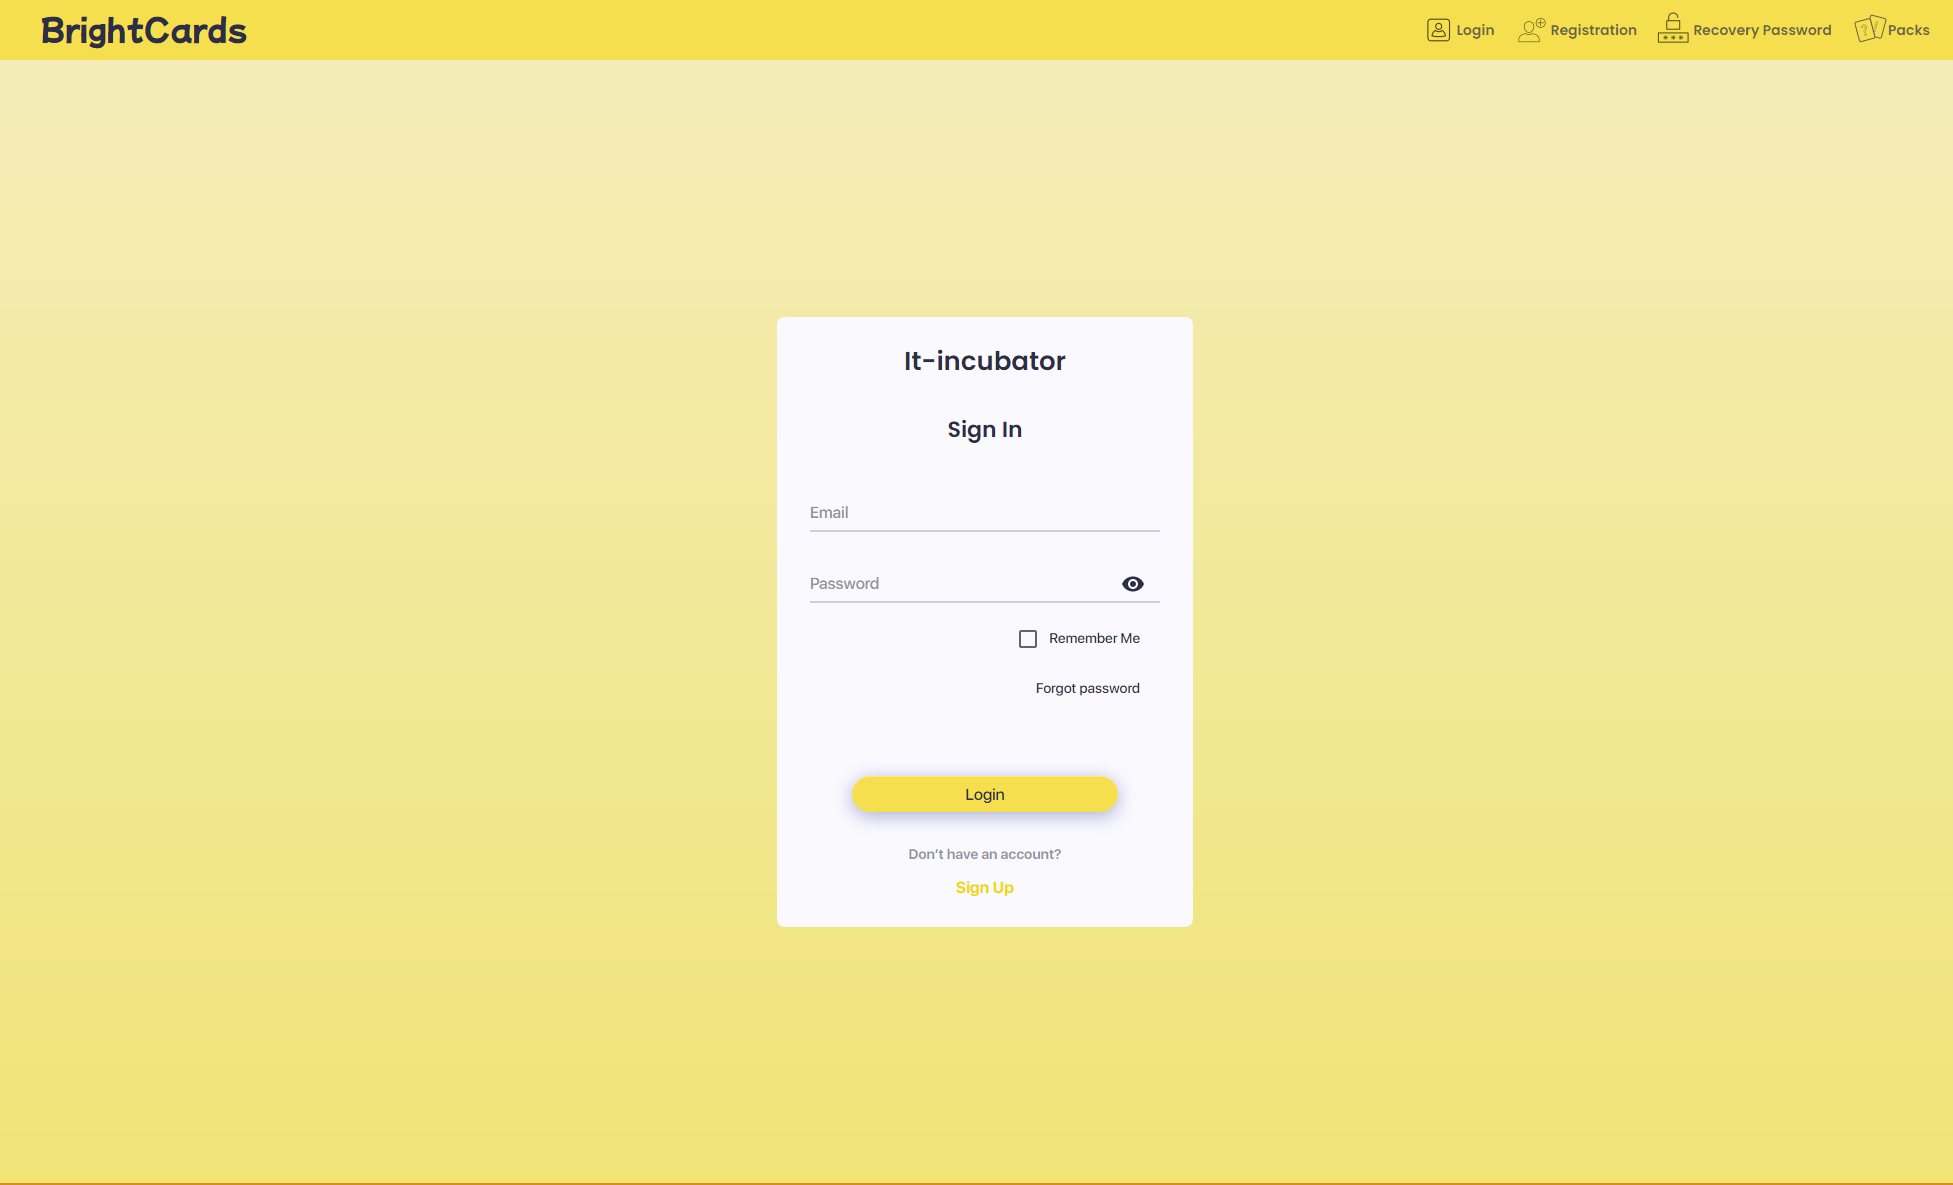 BrightCards
Login
Registration
Recovery Password
Packs
It-incubator
Sign In
Email
Password
Remember Me
Forgot password
Login
Don't have an account?
Sign Up